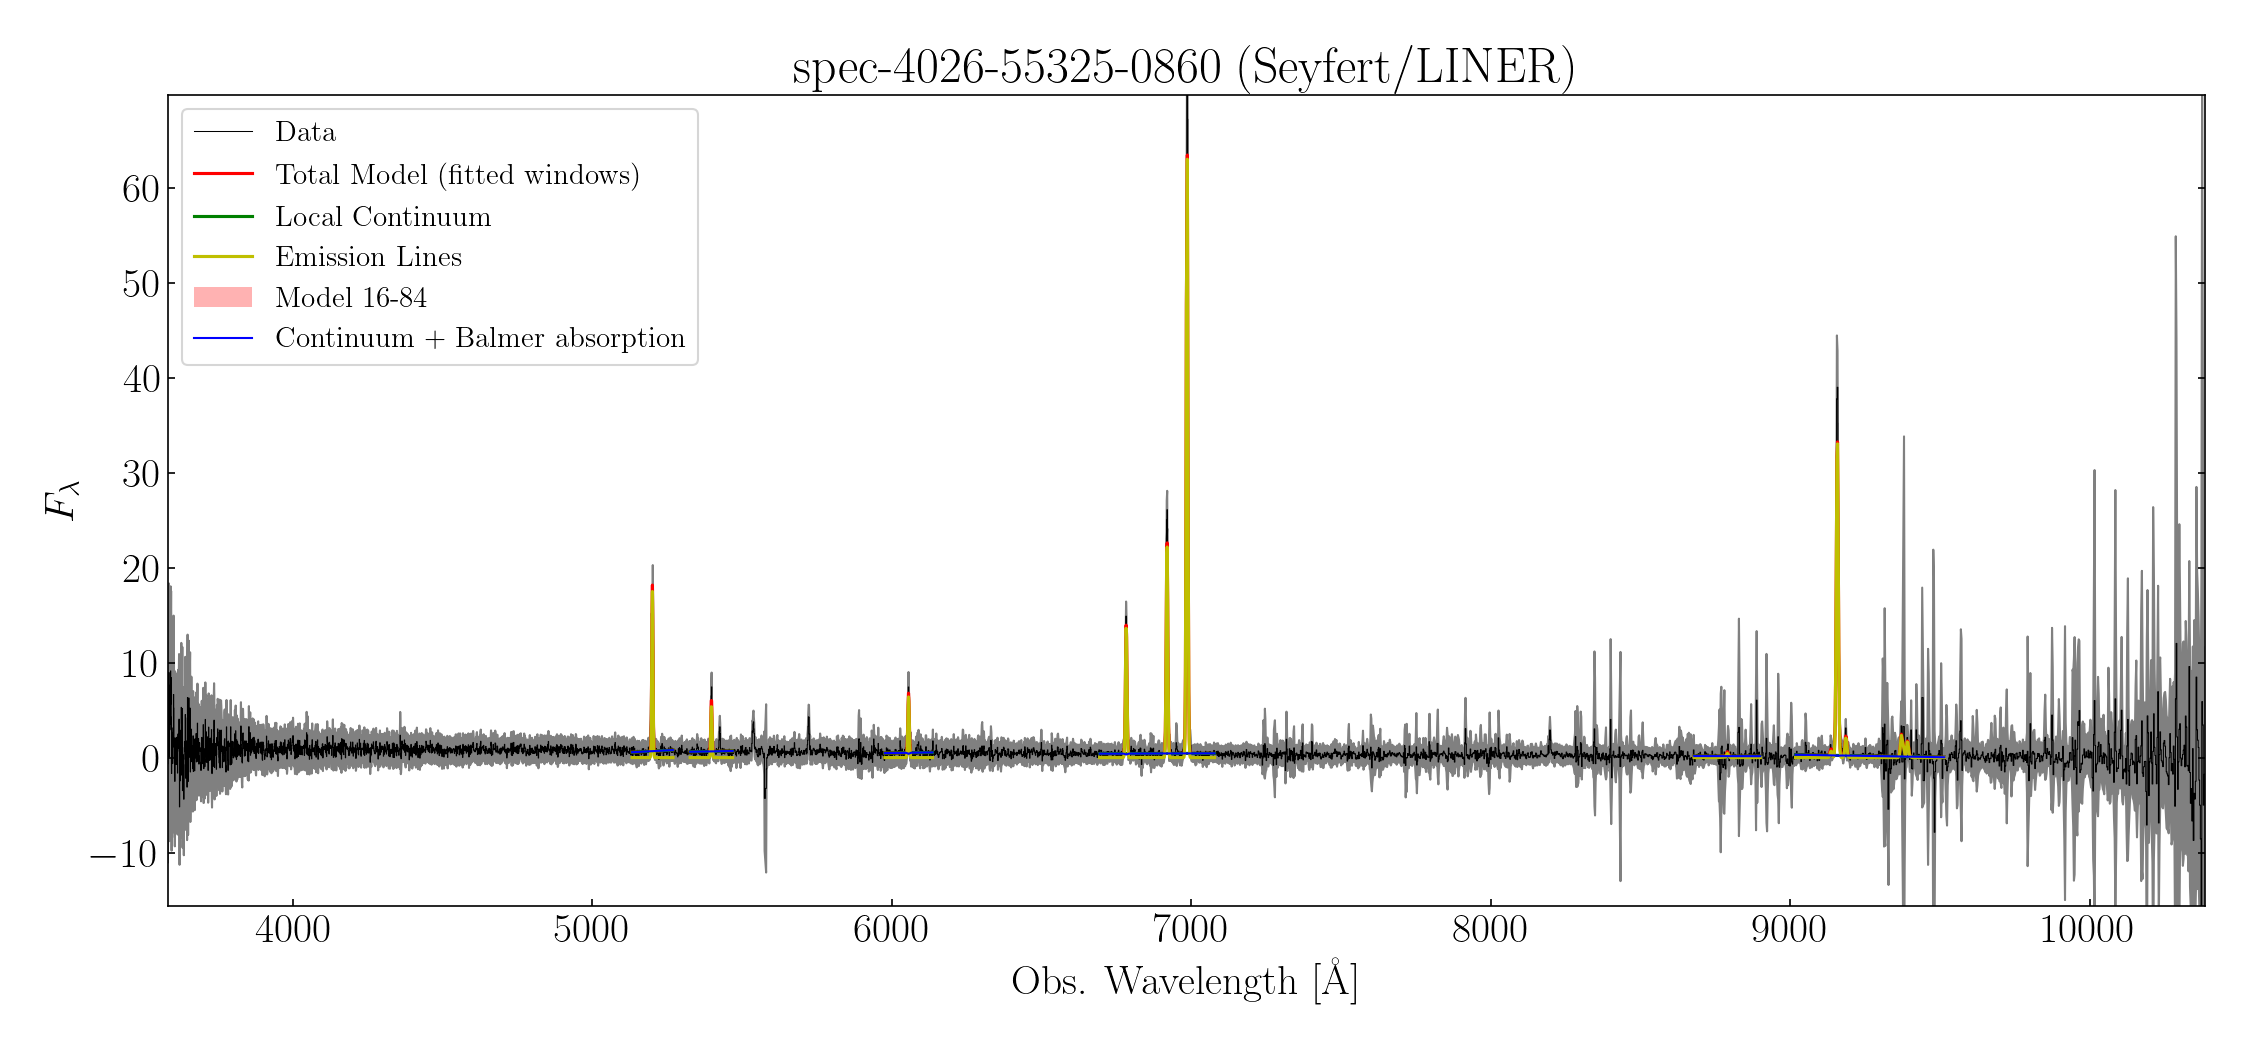 spec-4026-55325-0860 (Seyfert/LINER)
Data
Total Model (fitted windows)
Local Continuum
Emission Lines
Model 16-84
Continuum + Balmer absorption
60
50
40
30
20
10
0
−10
F_λ
4000 5000 6000 7000 8000 9000 10000
Obs. Wavelength [Å]